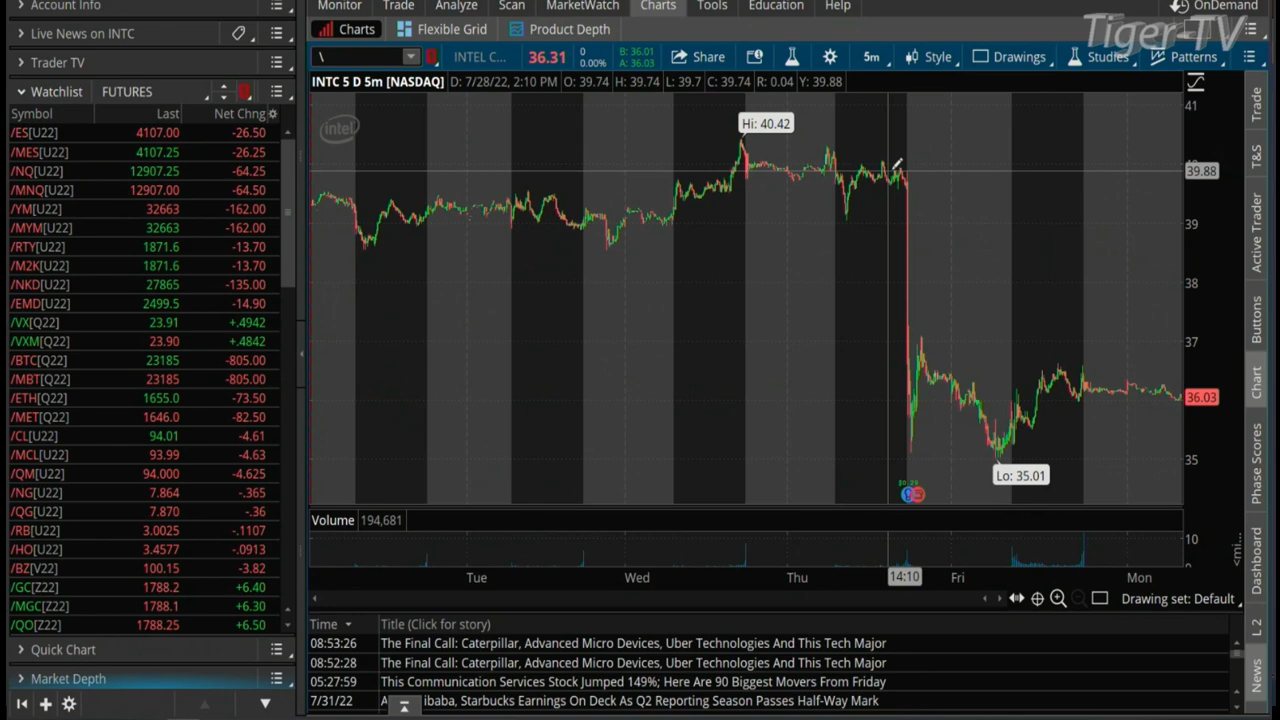 Account Info
Monitor Trade Analyze Scan MarketWatch Charts Tools Education Help
OnDemand
Tiger-TV
Live News on INTC
Charts Flexible Grid Product Depth
Trader TV
\ INTEL C... 36.31 0 0.00% B: 36.01 A: 36.03 Share 5m Style Drawings Studies Patterns
Watchlist FUTURES
INTC 5 D 5m [NASDAQ] D: 7/28/22, 2:10 PM O: 39.74 H: 39.74 L: 39.7 C: 39.74 R: 0.04 Y: 39.88
Symbol Last Net Chng
/ES[U22] 4107.00 -26.50
/MES[U22] 4107.25 -26.25
/NQ[U22] 12907.25 -64.25
/MNQ[U22] 12907.00 -64.50
/YM[U22] 32663 -162.00
/MYM[U22] 32663 -162.00
/RTY[U22] 1871.6 -13.70
/M2K[U22] 1871.6 -13.70
/NKD[U22] 27865 -135.00
/EMD[U22] 2499.5 -14.90
/VX[Q22] 23.91 +.4942
/VXM[Q22] 23.90 +.4842
/BTC[Q22] 23185 -805.00
/MBT[Q22] 23185 -805.00
/ETH[Q22] 1655.0 -73.50
/MET[Q22] 1646.0 -82.50
/CL[U22] 94.01 -4.61
/MCL[U22] 93.99 -4.63
/QM[U22] 94.000 -4.625
/NG[U22] 7.864 -.365
/QG[U22] 7.870 -.36
/RB[U22] 3.0025 -.1107
/HO[U22] 3.4577 -.0913
/BZ[V22] 100.15 -3.82
/GC[Z22] 1788.2 +6.40
/MGC[Z22] 1788.1 +6.30
/QO[Z22] 1788.25 +6.50
Quick Chart
Market Depth
intel
Hi: 40.42
Lo: 35.01
$0.29
41
39.88
39
38
37
36.03
35
Volume 194,681
10
<mi...
Tue Wed Thu 14:10 Fri Mon
Drawing set: Default
Time Title (Click for story)
08:53:26 The Final Call: Caterpillar, Advanced Micro Devices, Uber Technologies And This Tech Major
08:52:28 The Final Call: Caterpillar, Advanced Micro Devices, Uber Technologies And This Tech Major
05:27:59 This Communication Services Stock Jumped 149%; Here Are 90 Biggest Movers From Friday
7/31/22 A ibaba, Starbucks Earnings On Deck As Q2 Reporting Season Passes Half-Way Mark
Trade
T&S
Active Trader
Buttons
Chart
Phase Scores
Dashboard
L 2
News